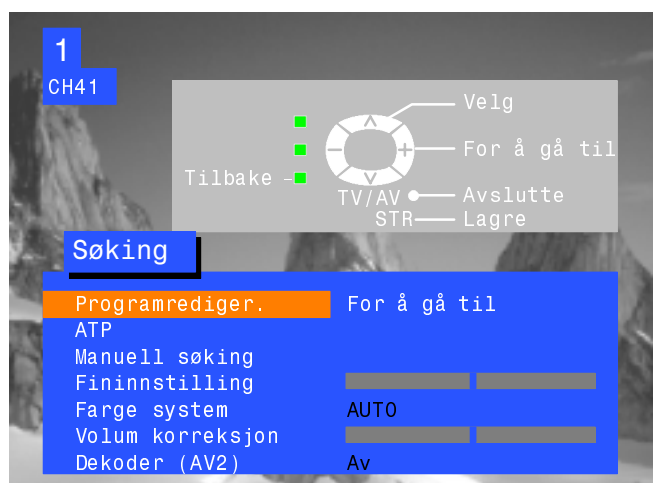 1
CH41
Velg
For å gå til
Tilbake
TV/AV Avslutte
STR Lagre
Søking
Programrediger. For å gå til
ATP
Manuell søking
Fininnstilling
Farge system AUTO
Volum korreksjon
Dekoder (AV2) Av